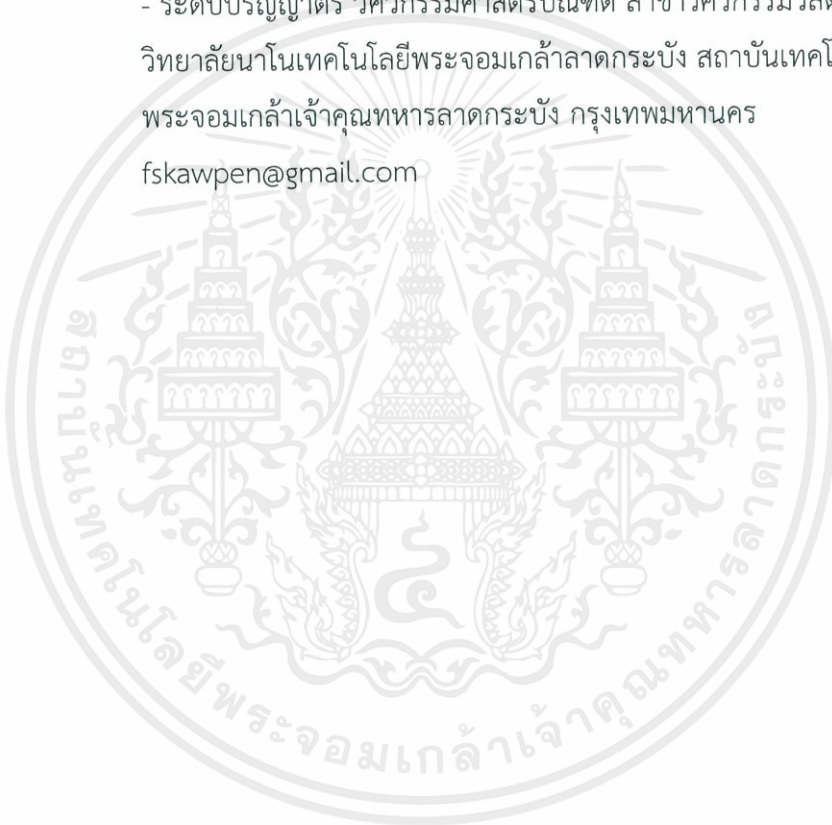 - ระดับปริญญาตรี วิศวกรรมศาสตรบัณฑิต สาขาวิศวกรรมวัสดุ
วิทยาลัยนาโนเทคโนโลยีพระจอมเกล้าลาดกระบัง สถาบันเทคโ
พระจอมเกล้าเจ้าคุณทหารลาดกระบัง กรุงเทพมหานคร
fskawpen@gmail.com
สถาบันเทคโนโลยีพระจอมเกล้าเจ้าคุณทหารลาดกระบัง